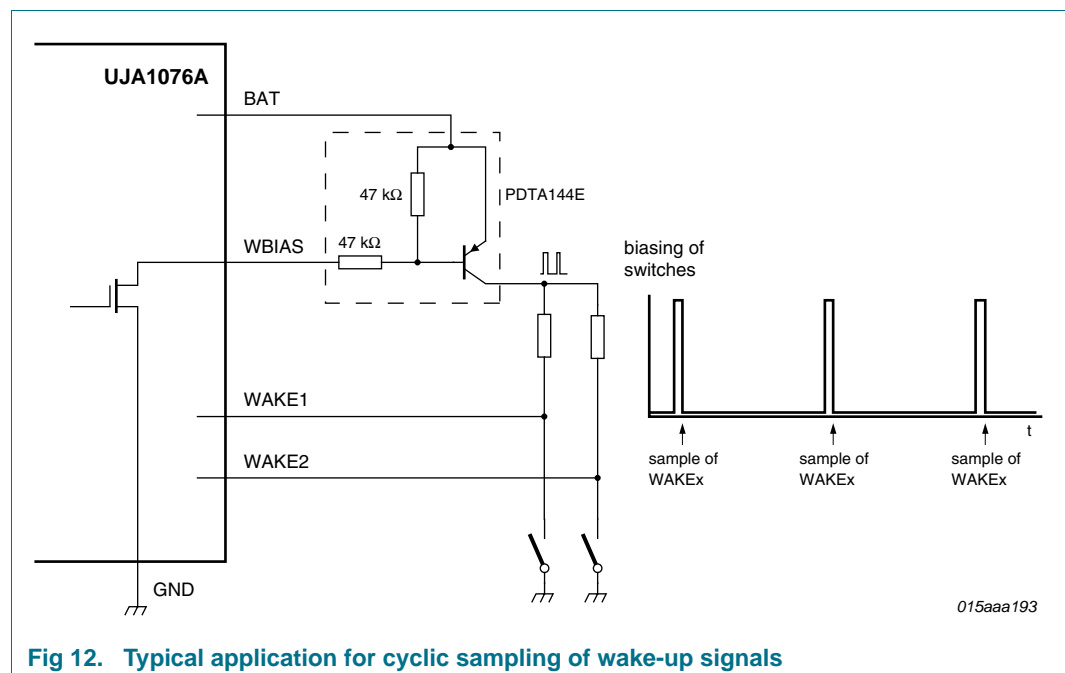 UJA1076A
BAT
47 kΩ
PDTA144E
WBIAS
47 kΩ
biasing of
switches
WAKE1
WAKE2
t
sample of
WAKEx
sample of
WAKEx
sample of
WAKEx
GND
015aaa193
Fig 12. Typical application for cyclic sampling of wake-up signals